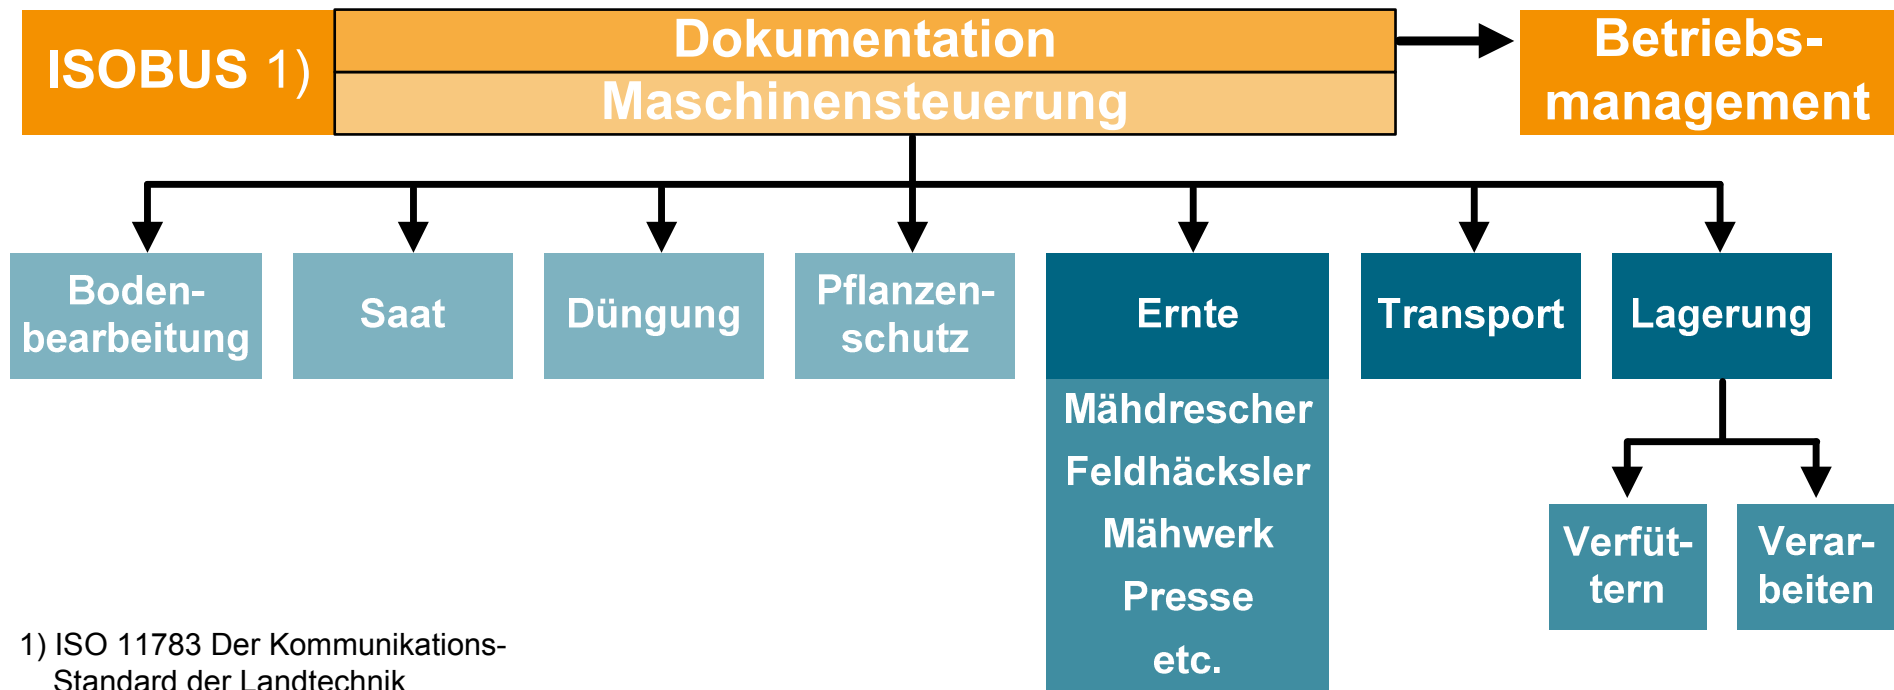 ISOBUS 1)
Dokumentation
Maschinensteuerung
Betriebs-
management
Boden-
bearbeitung
Saat
Düngung
Pflanzen-
schutz
Ernte
Transport
Lagerung
Mähdrescher
Feldhäcksler
Mähwerk
Presse
etc.
Verfüt-
tern
Verar-
beiten
1) ISO 11783 Der Kommunikations-
Standard der Landtechnik